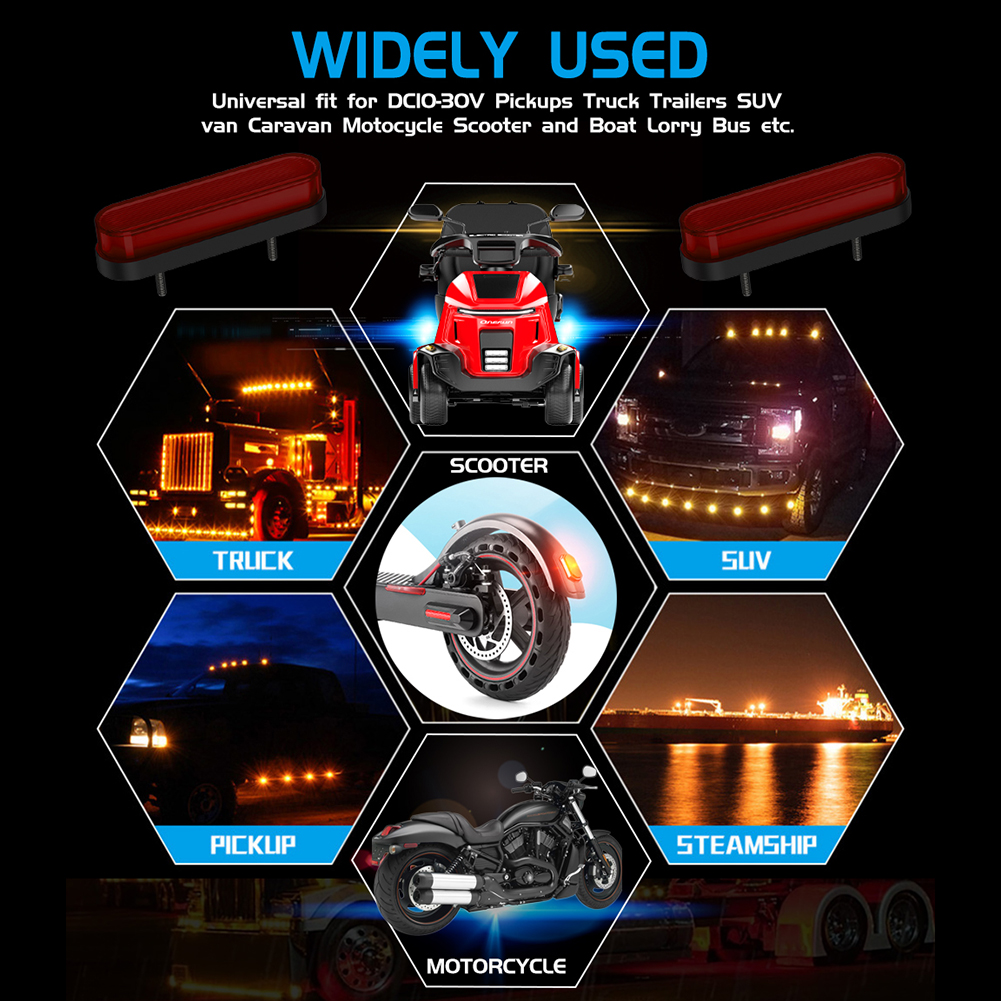 WIDELY USED
Universal fit for DC10-30V Pickups Truck Trailers SUV
van Caravan Motocycle Scooter and Boat Lorry Bus etc.
SCOOTER
TRUCK
SUV
PICKUP
STEAMSHIP
MOTORCYCLE